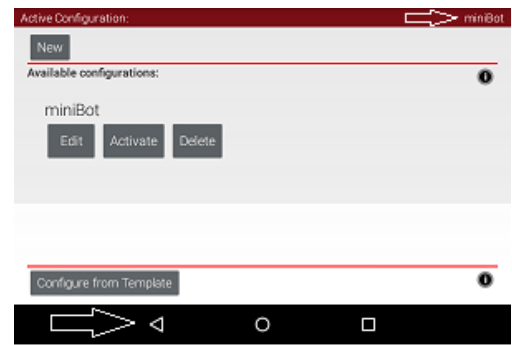 Active Configuration: miniBot
New
Available configurations:
miniBot
Edit Activate Delete
Configure from Template